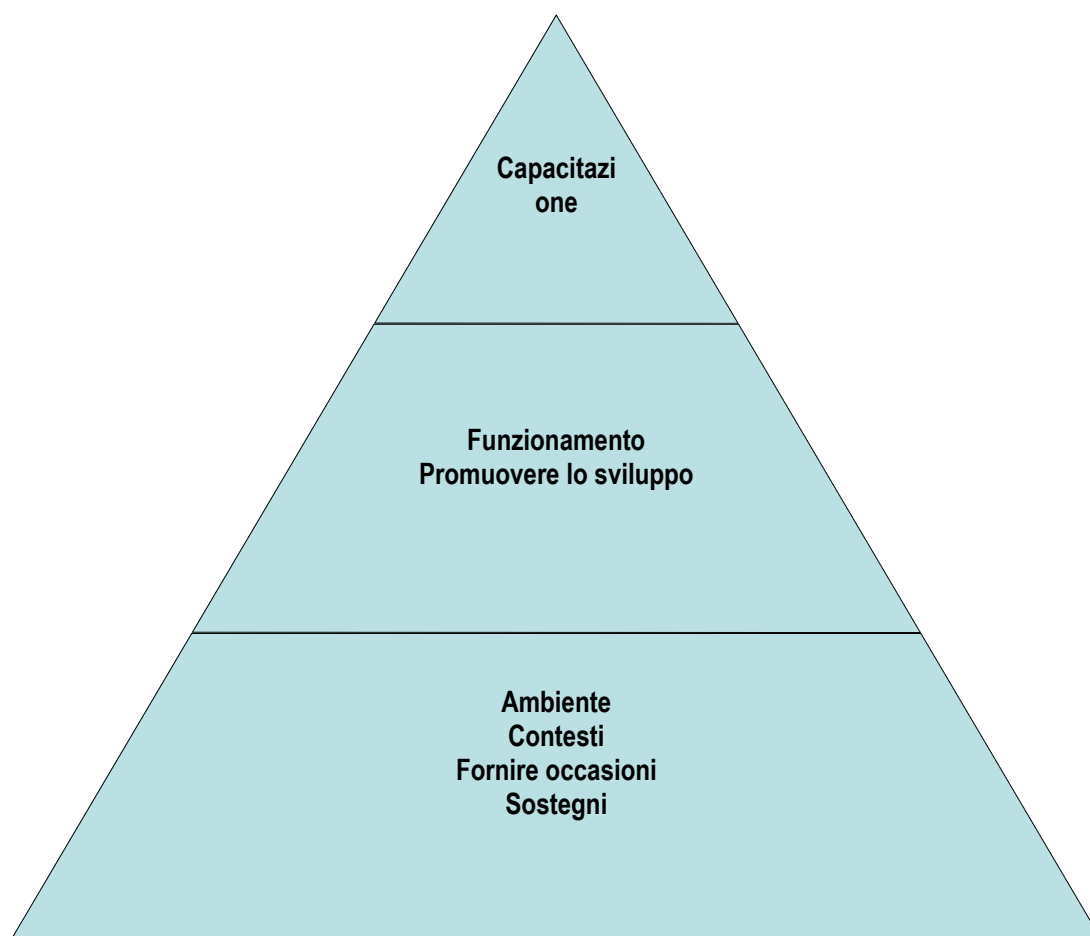 Capacitazi
one
Funzionamento
Promuovere lo sviluppo
Ambiente
Contesti
Fornire occasioni
Sostegni